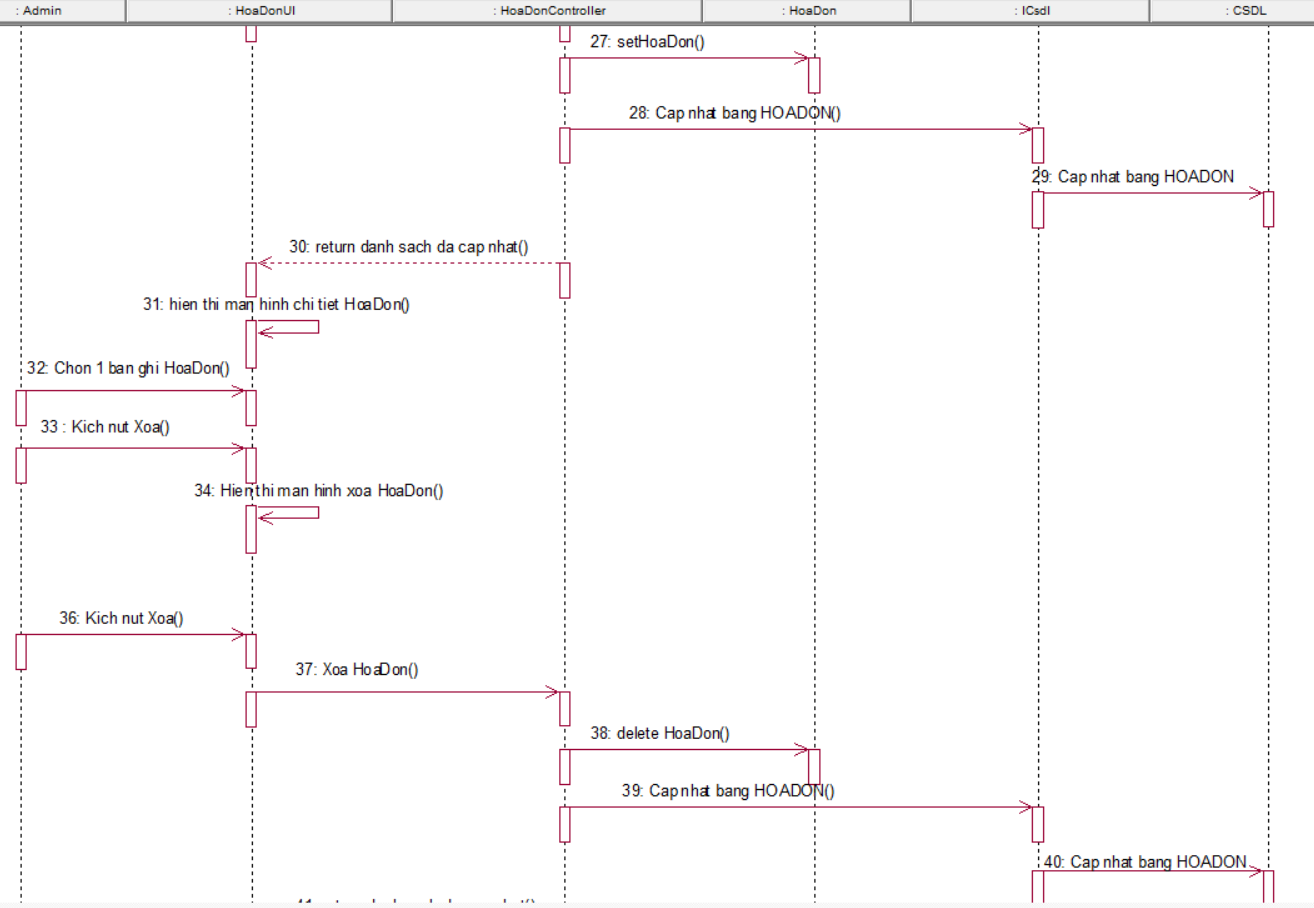 : Admin
: HoaDonUI
: HoaDonController
: HoaDon
: ICsdl
: CSDL
27: setHoaDon()
28: Cap nhat bang HOADON()
29: Cap nhat bang HOADON
30: return danh sach da cap nhat()
31: hien thi man hinh chi tiet HoaDon()
32: Chon 1 ban ghi HoaDon()
33 : Kich nut Xoa()
34: Hien thi man hinh xoa HoaDon()
36: Kich nut Xoa()
37: Xoa HoaDon()
38: delete HoaDon()
39: Cap nhat bang HOADON()
40: Cap nhat bang HOADON